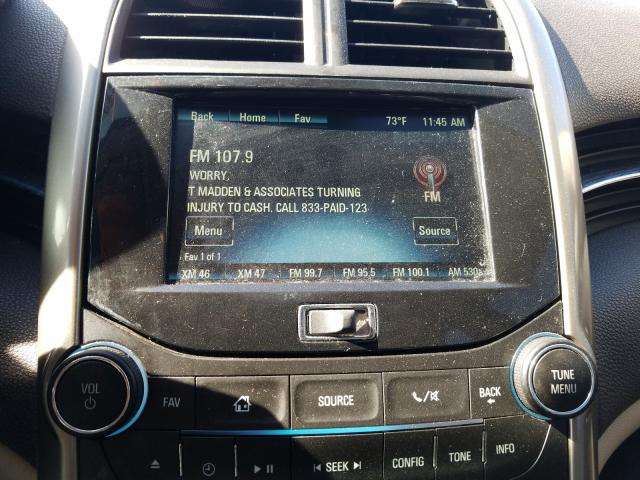 Back Home Fav 73°F 11:45 AM
FM 107.9
WORRY.
T MADDEN & ASSOCIATES TURNING
INJURY TO CASH. CALL 833-PAID-123
FM
Menu Source
Fav 1 of 1
XM 46 XM 47 FM 99.7 FM 95.5 FM 100.1 AM 530
VOL FAV SOURCE BACK TUNE MENU
SEEK CONFIG TONE INFO